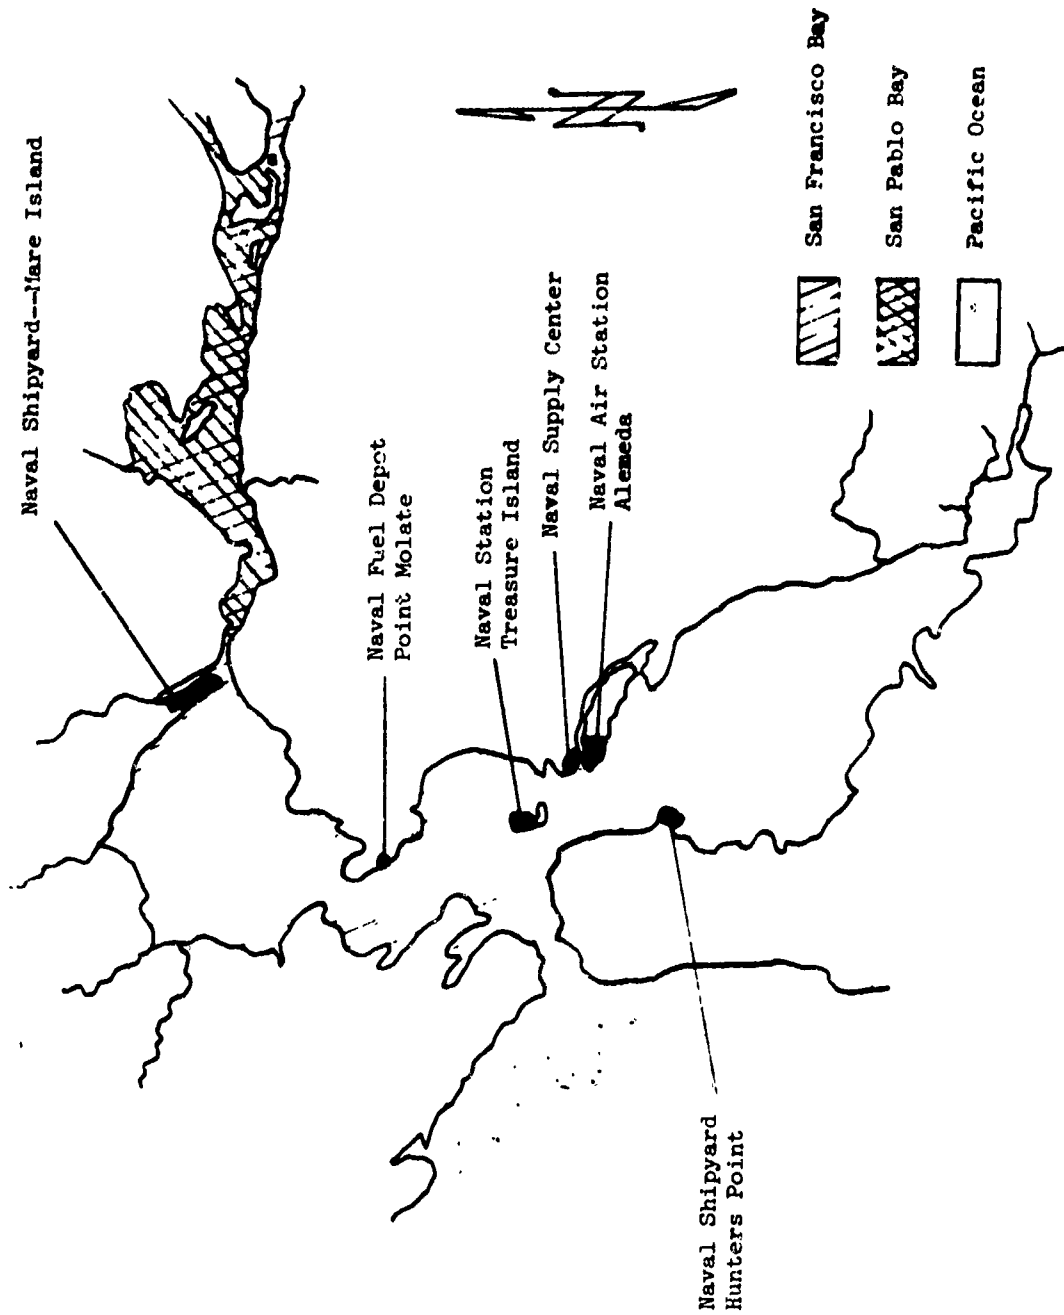 Naval Shipyard--Mare Island
Naval Fuel Depot
Point Molate
Naval Station
Treasure Island
Naval Supply Center
Naval Air Station
Alemeda
Naval Shipyard
Hunters Point
N
San Francisco Bay
San Pablo Bay
Pacific Ocean